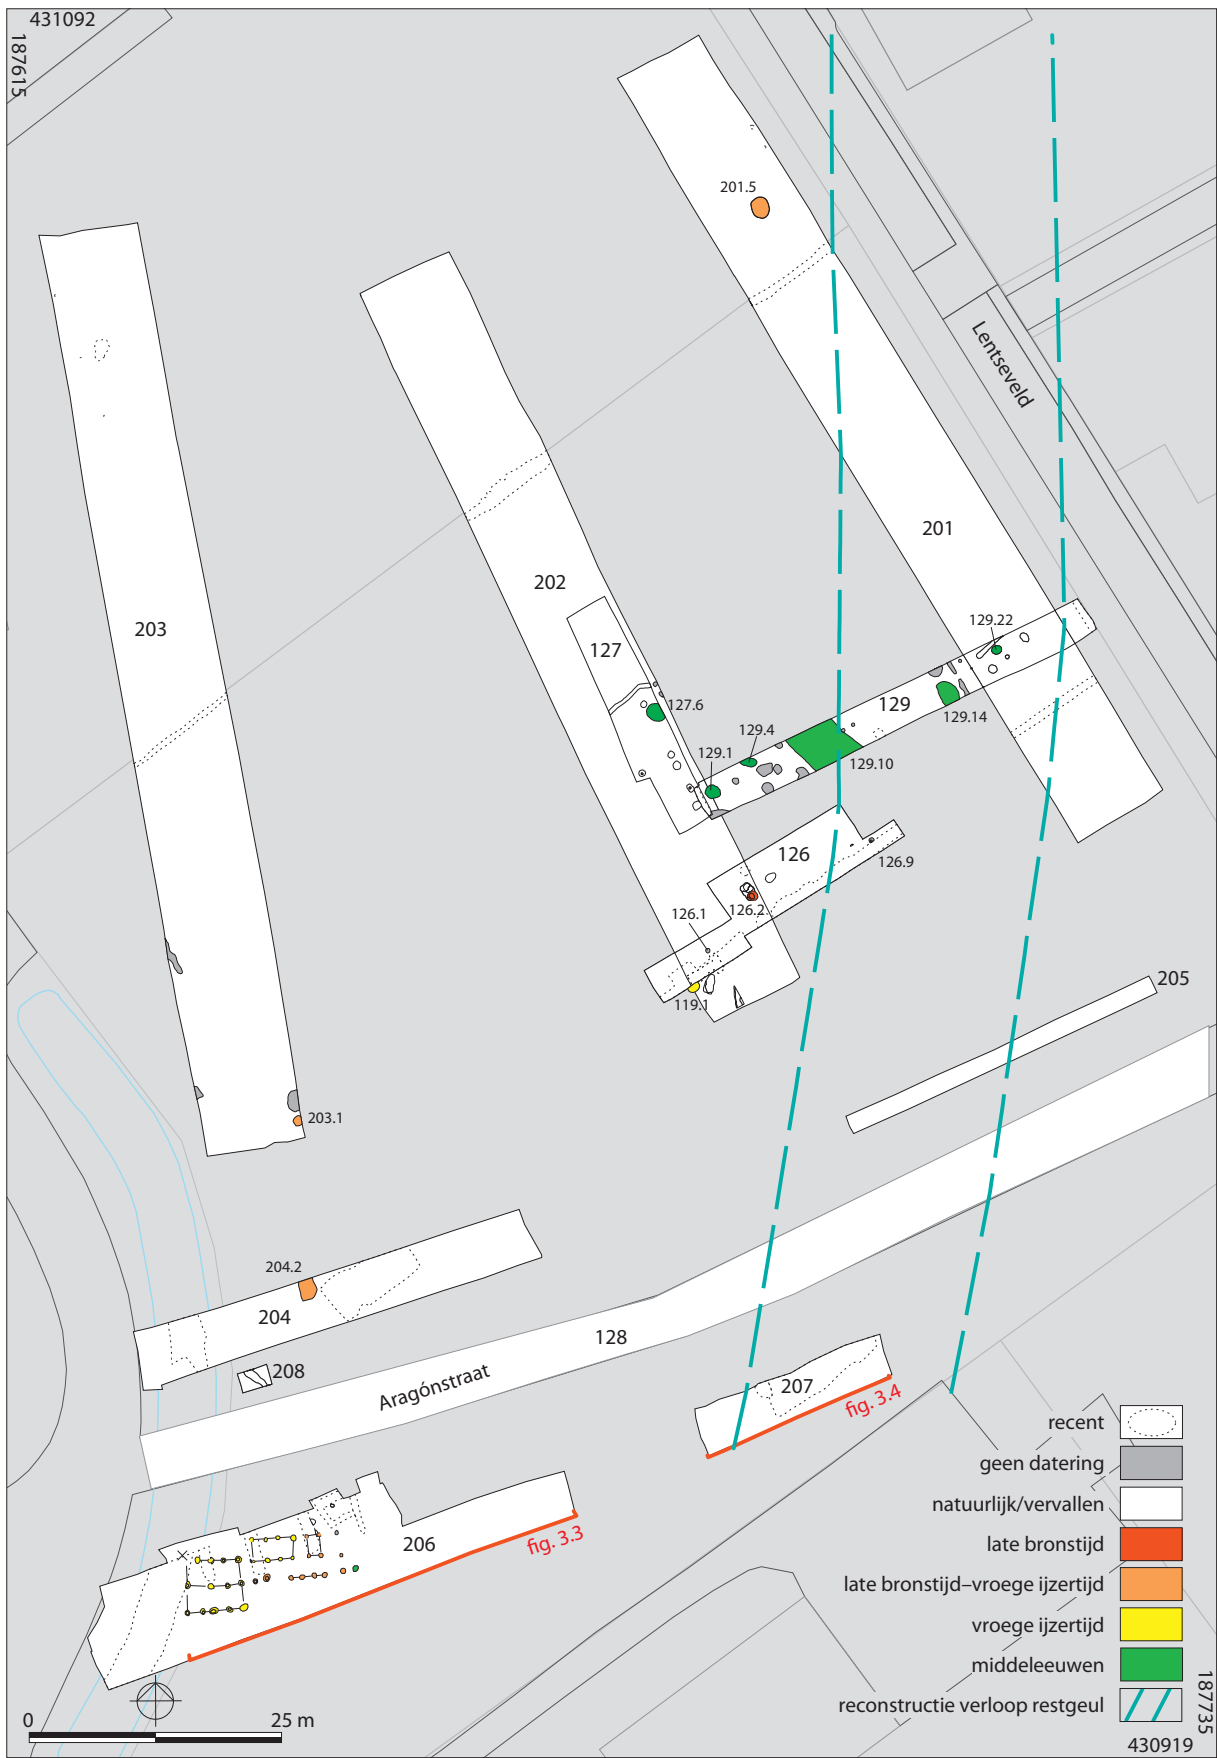 431092
187615
201.5
Lentseveld
201
202
203
127
129.22
127.6
129
129.14
129.4
129.1
129.10
126
126.9
126.1
126.2
119.1
205
203.1
204.2
204
128
208
Aragónstraat
207
fig. 3.4
206
fig. 3.3
recent
geen datering
natuurlijk/vervallen
late bronstijd
late bronstijd–vroege ijzertijd
vroege ijzertijd
middeleeuwen
reconstructie verloop restgeul
0
25 m
187735
430919